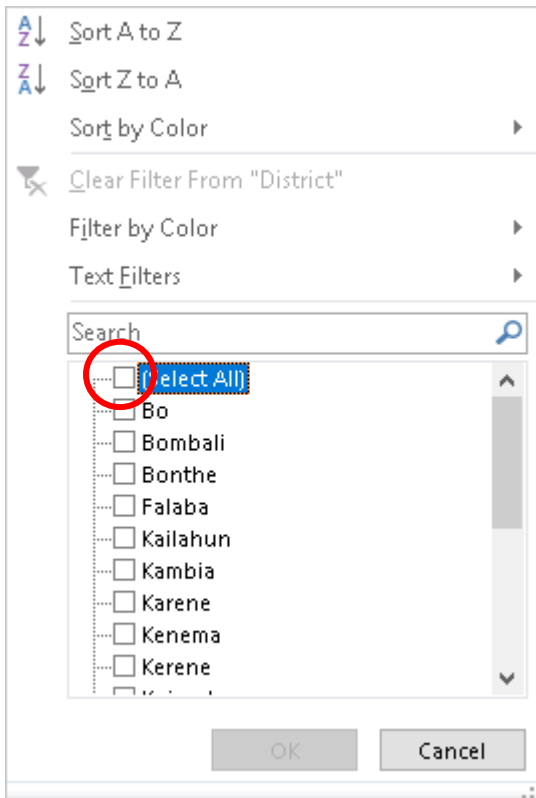 Sort A to Z
Sort Z to A
Sort by Color
Clear Filter From "District"
Filter by Color
Text Filters
Search
(Select All)
Bo
Bombali
Bonthe
Falaba
Kailahun
Kambia
Karene
Kenema
Kerene
OK
Cancel